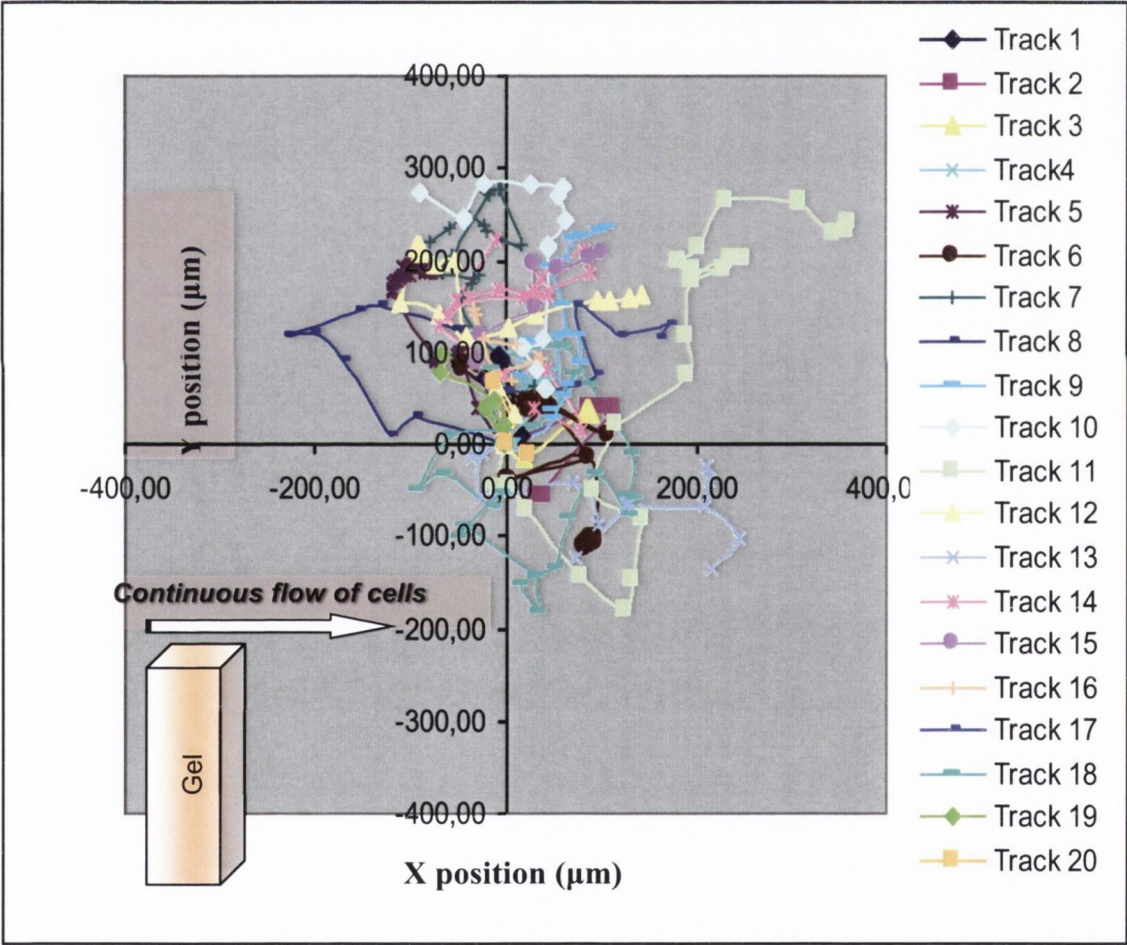 400,00
300,00
200,00
100,00
0,00
-400,00
-200,00
0,00
200,00
400,0
-100,00
-200,00
-300,00
-400,00
Y position (µm)
X position (µm)
Continuous flow of cells
Gel
Track 1
Track 2
Track 3
Track4
Track 5
Track 6
Track 7
Track 8
Track 9
Track 10
Track 11
Track 12
Track 13
Track 14
Track 15
Track 16
Track 17
Track 18
Track 19
Track 20